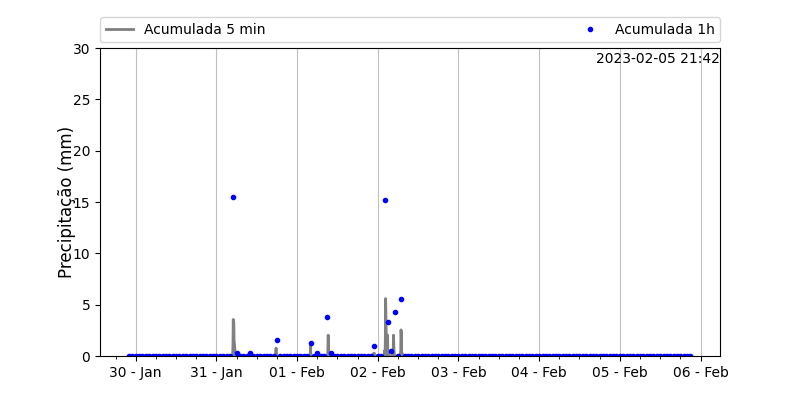 Acumulada 5 min
Acumulada 1h
2023-02-05 21:42
Precipitação (mm)
30
25
20
15
10
5
0
30 - Jan
31 - Jan
01 - Feb
02 - Feb
03 - Feb
04 - Feb
05 - Feb
06 - Feb